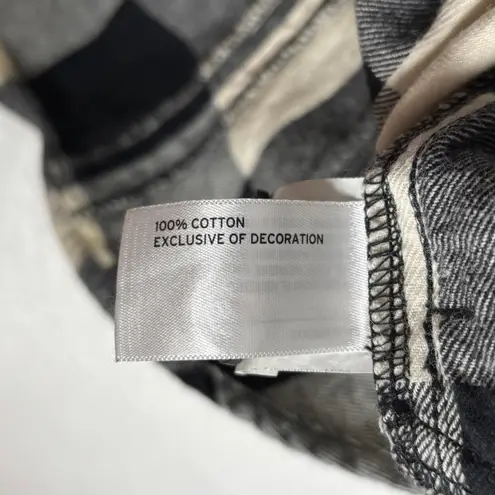 100% COTTON
EXCLUSIVE OF DECORATION